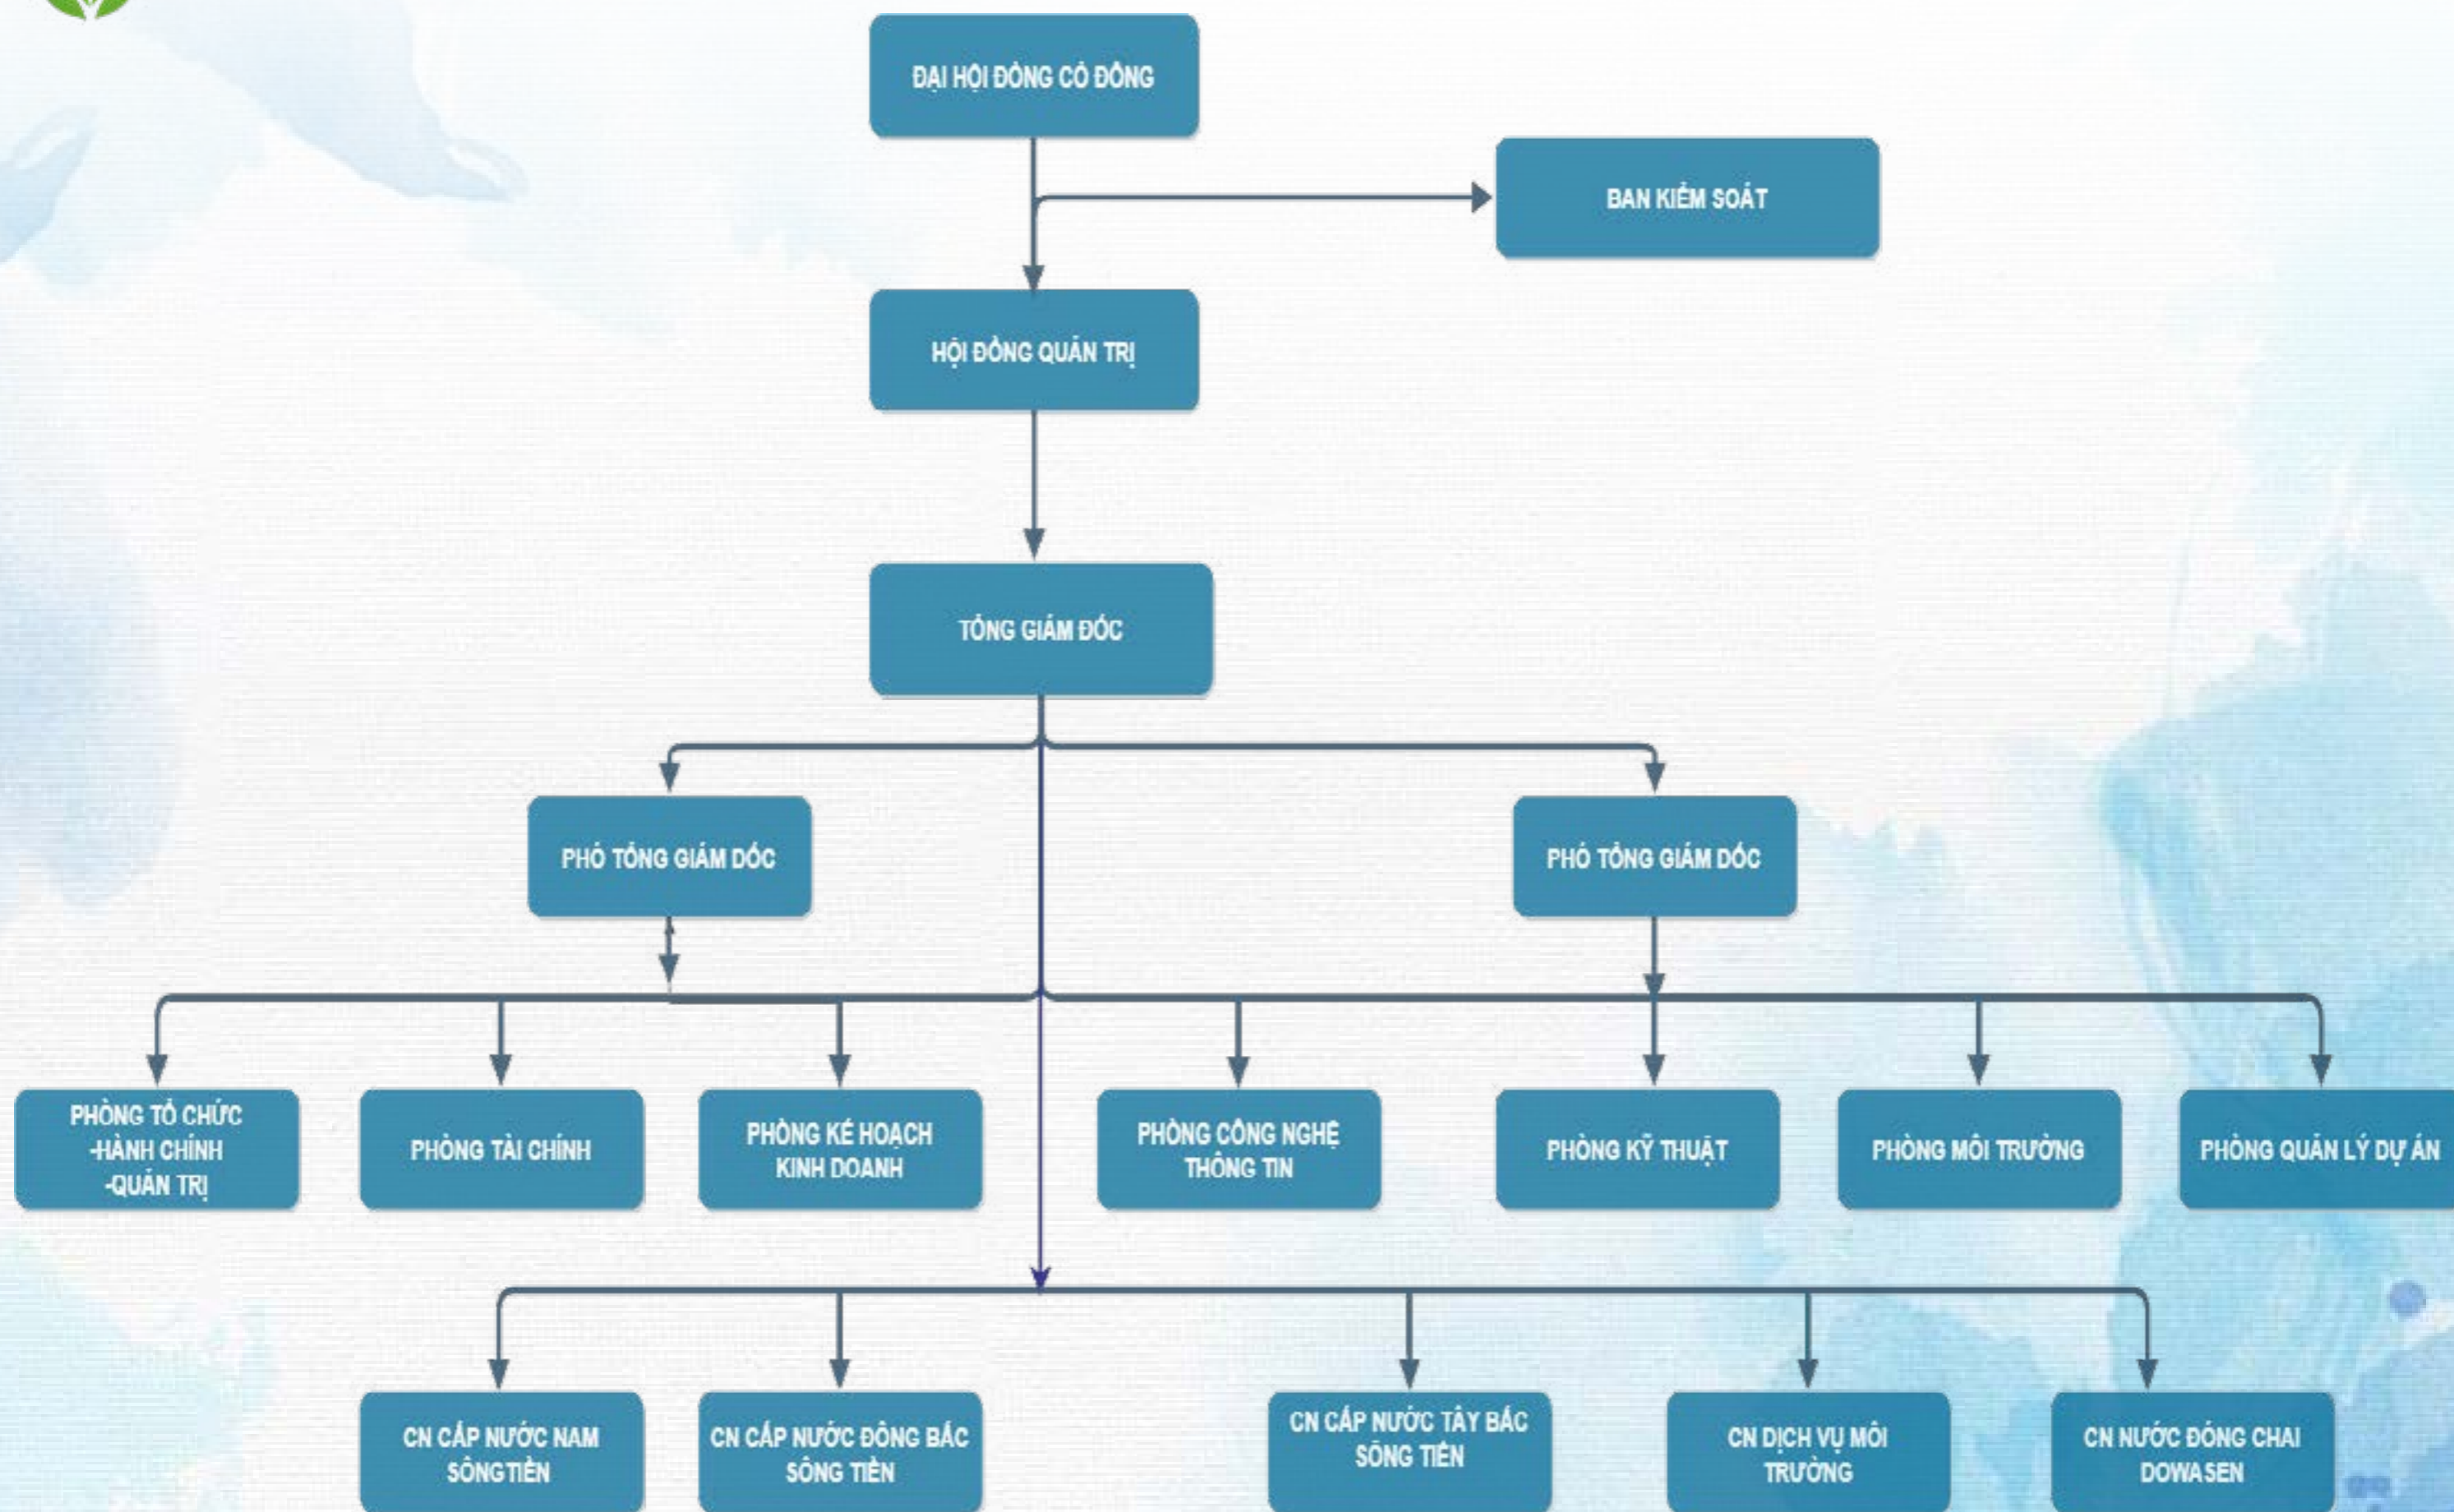 ĐẠI HỘI ĐỒNG CỔ ĐÔNG
BAN KIỂM SOÁT
HỘI ĐỒNG QUẢN TRỊ
TỔNG GIÁM ĐỐC
PHÓ TỔNG GIÁM DỐC
PHÓ TỔNG GIÁM DỐC
PHÒNG TỔ CHỨC
-HÀNH CHÍNH
-QUẢN TRỊ
PHÒNG TÀI CHÍNH
PHÒNG KẾ HOẠCH
KINH DOANH
PHÒNG CÔNG NGHỆ
THÔNG TIN
PHÒNG KỸ THUẬT
PHÒNG MÔI TRƯỜNG
PHÒNG QUẢN LÝ DỰ ÁN
CN CẤP NƯỚC NAM
SÔNGTIỀN
CN CẤP NƯỚC ĐÔNG BẮC
SÔNG TIỀN
CN CẤP NƯỚC TÂY BẮC
SÔNG TIỀN
CN DỊCH VỤ MÔI
TRƯỜNG
CN NƯỚC ĐÓNG CHAI
DOWASEN